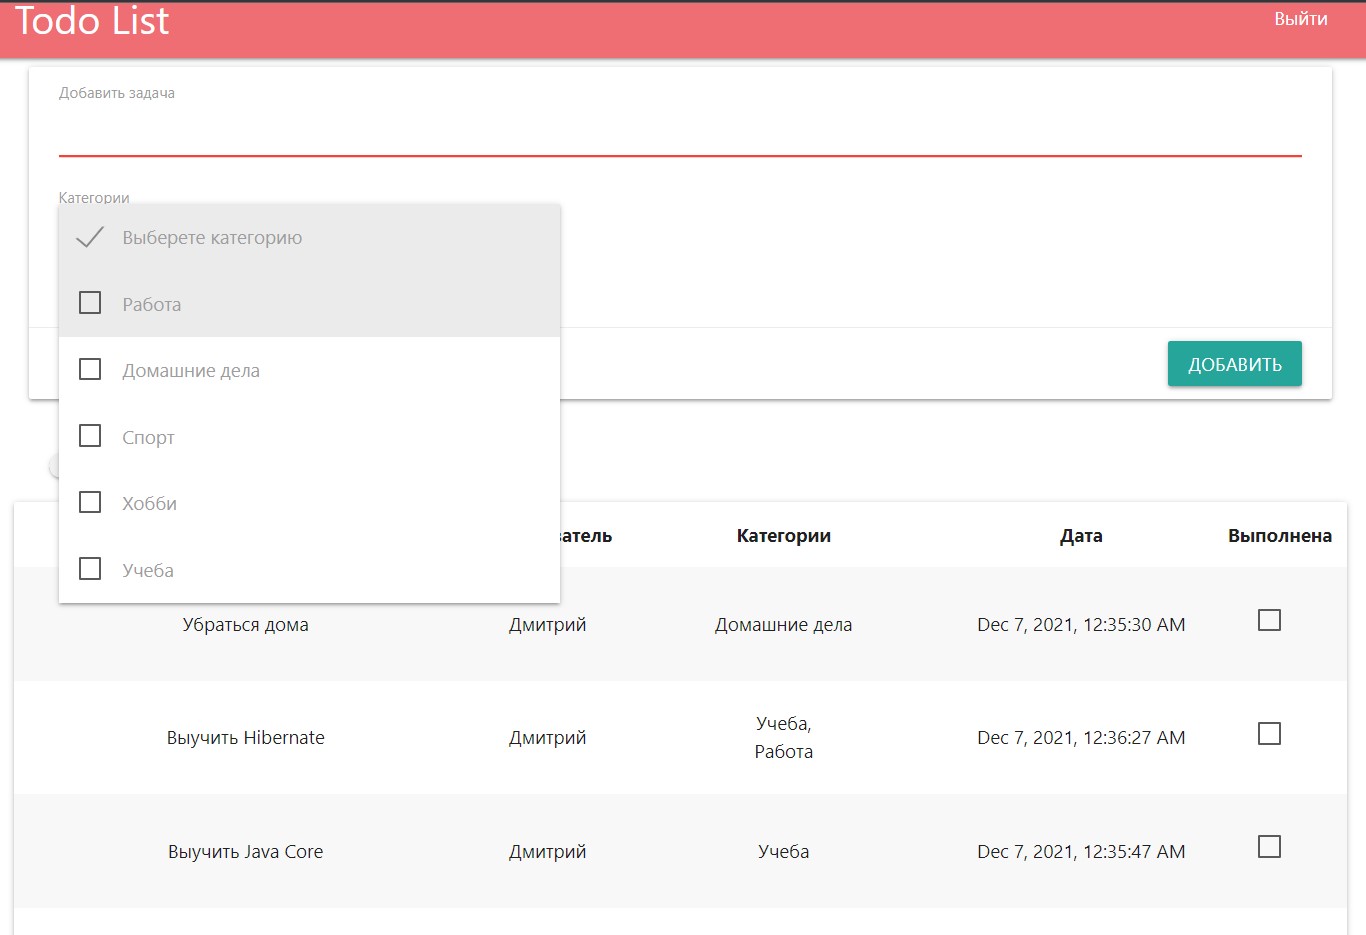 Todo List
Выйти
Добавить задача
Категории
Выберете категорию
Работа
Домашние дела
ДОБАВИТЬ
Спорт
Хобби
Учеба
Категории
Дата
Выполнена
Убраться дома
Дмитрий
Домашние дела
Dec 7, 2021, 12:35:30 AM
Выучить Hibernate
Дмитрий
Учеба,
Работа
Dec 7, 2021, 12:36:27 AM
Выучить Java Core
Дмитрий
Учеба
Dec 7, 2021, 12:35:47 AM